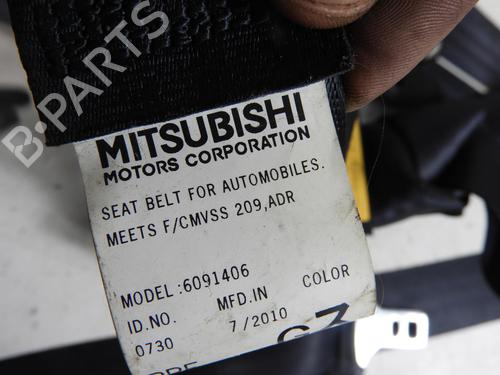 B-PARTS
MITSUBISHI
MOTORS CORPORATION
SEAT BELT FOR AUTOMOBILES.
MEETS F/CMVSS 209,ADR
MODEL:6091406
ID.NO. MFD.IN COLOR
0730 7/2010